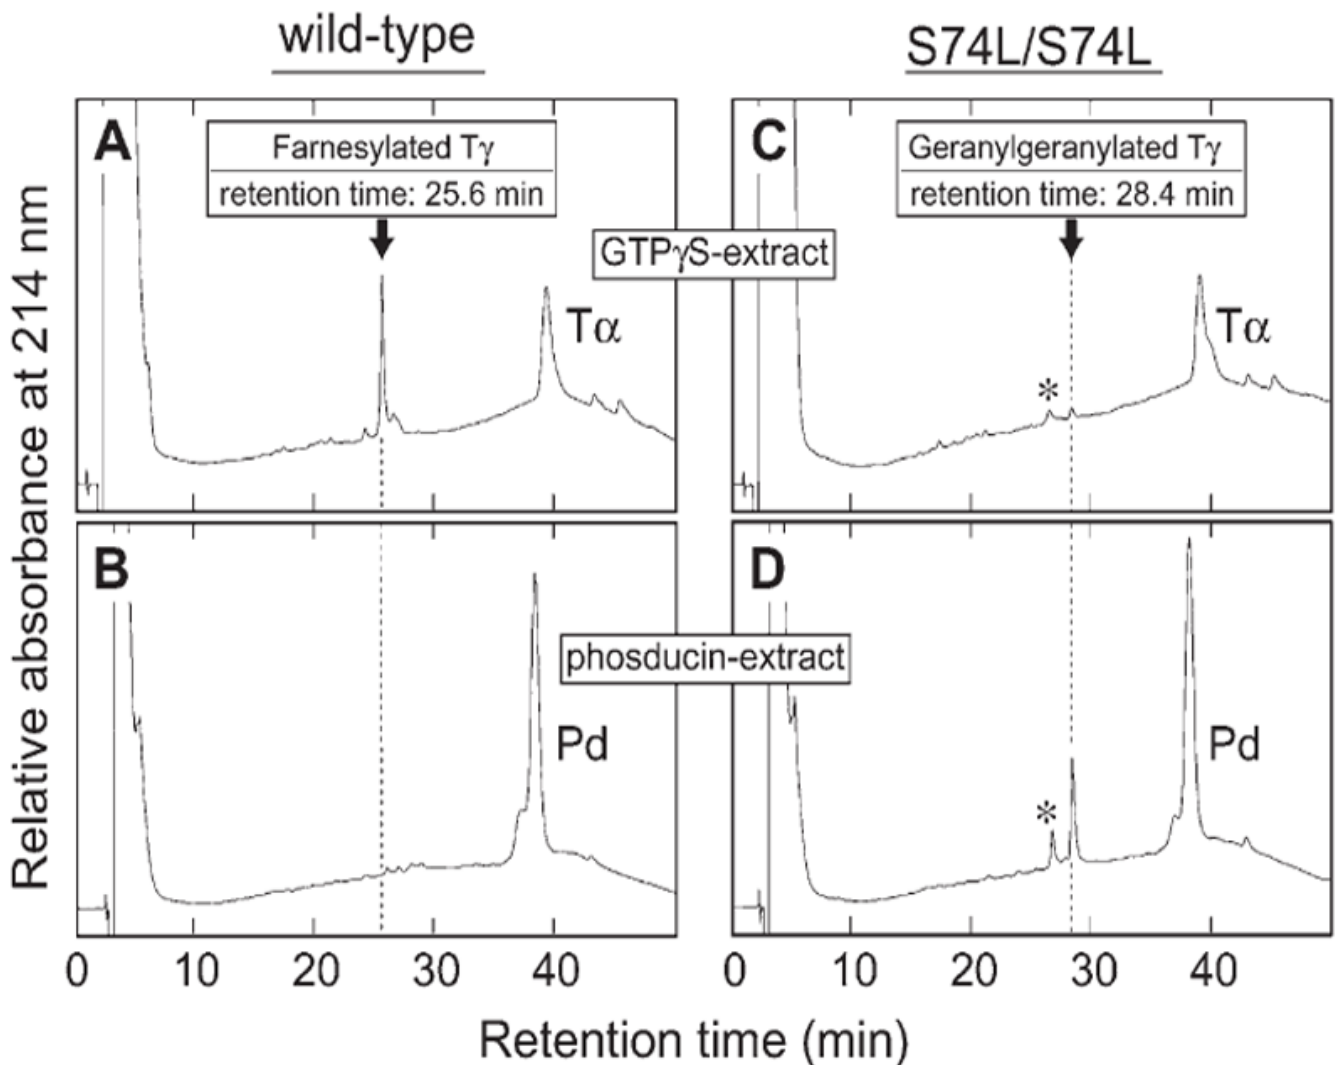 wild-type
S74L/S74L
A
Farnesylated Tγ
retention time: 25.6 min
C
Geranylgeranylated Tγ
retention time: 28.4 min
GTPγS-extract
Tα
*
Tα
B
D
phosducin-extract
Pd
*
Pd
0 10 20 30 40
0 10 20 30 40
Retention time (min)
Relative absorbance at 214 nm